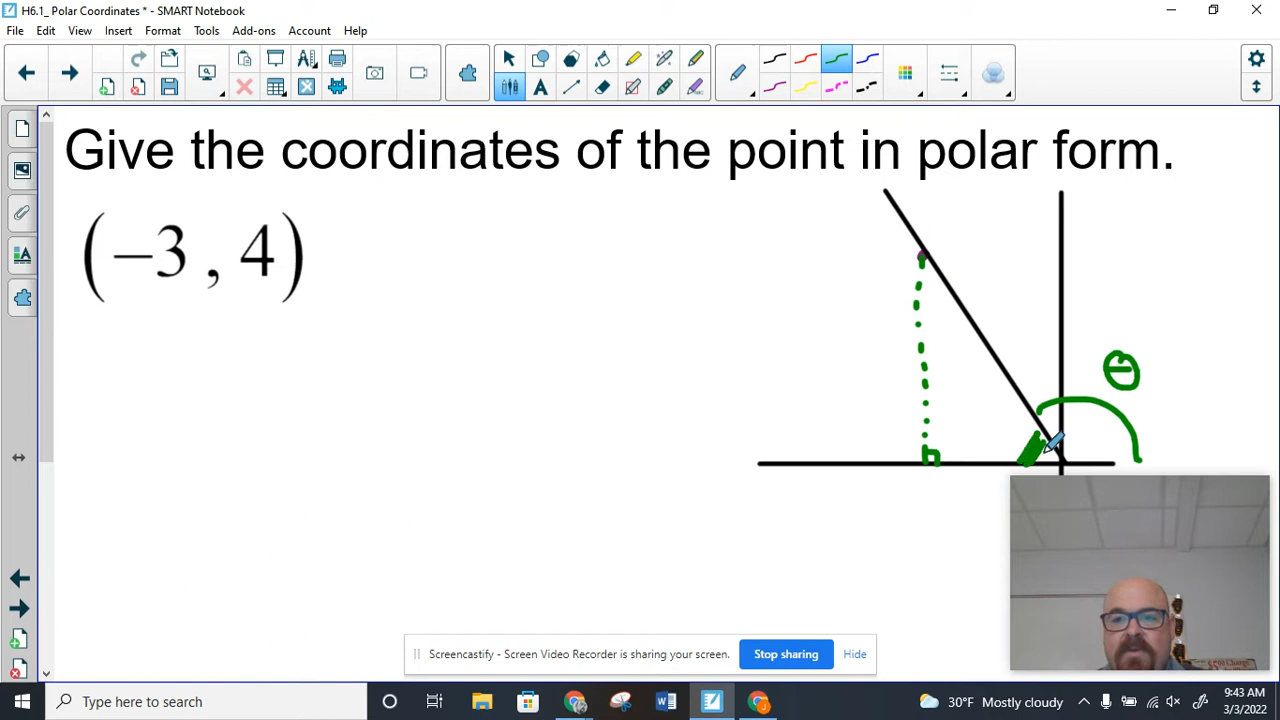 H6.1_ Polar Coordinates * - SMART Notebook
File Edit View Insert Format Tools Add-ons Account Help
Give the coordinates of the point in polar form.
(−3 , 4)
θ
Screencastify - Screen Video Recorder is sharing your screen. Stop sharing Hide
Type here to search
30°F Mostly cloudy
9:43 AM
3/3/2022